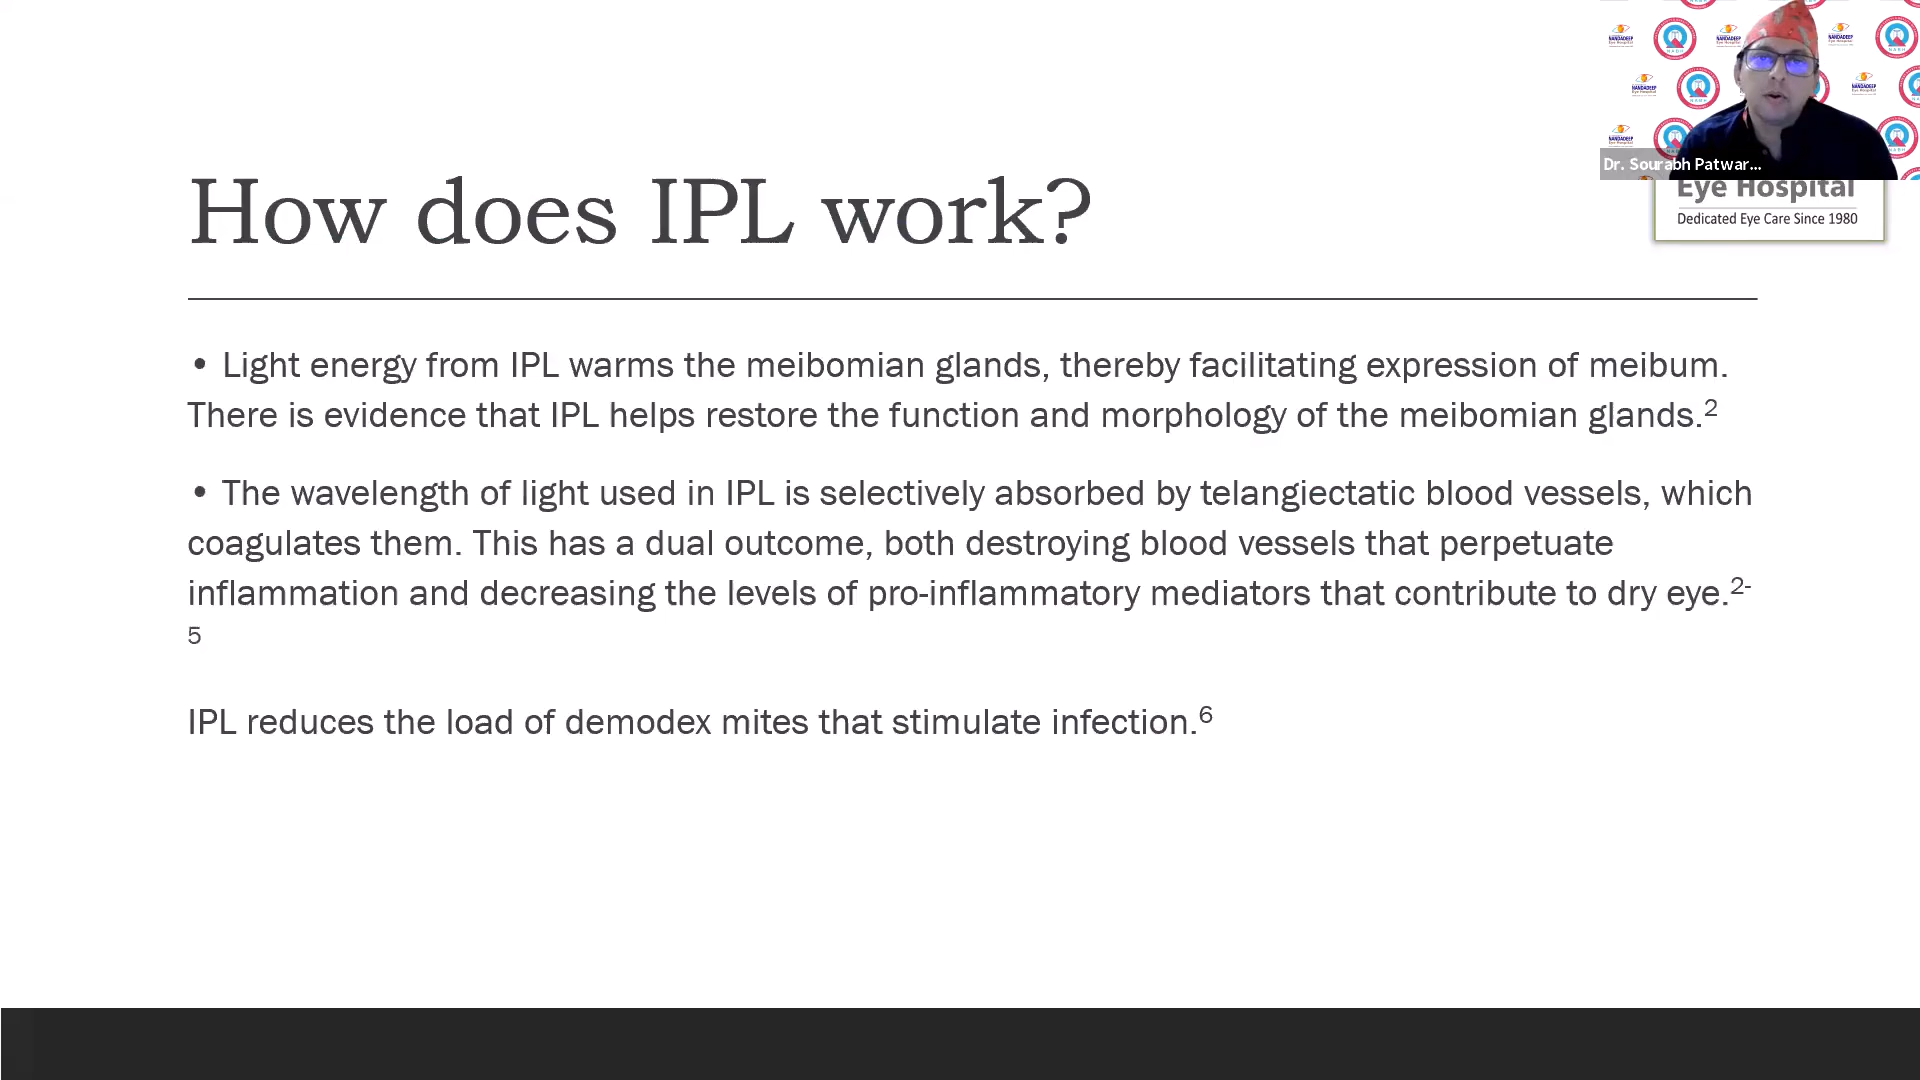 NANDADEEP
Eye Hospital
NABH
Dr. Sourabh Patwar...
Eye Hospital
Dedicated Eye Care Since 1980
How does IPL work?
• Light energy from IPL warms the meibomian glands, thereby facilitating expression of meibum.
There is evidence that IPL helps restore the function and morphology of the meibomian glands.2
• The wavelength of light used in IPL is selectively absorbed by telangiectatic blood vessels, which
coagulates them. This has a dual outcome, both destroying blood vessels that perpetuate
inflammation and decreasing the levels of pro-inflammatory mediators that contribute to dry eye.2-
5
IPL reduces the load of demodex mites that stimulate infection.6